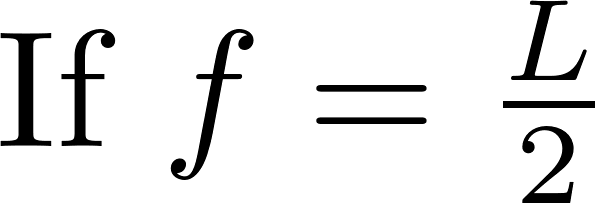 If f = L/2